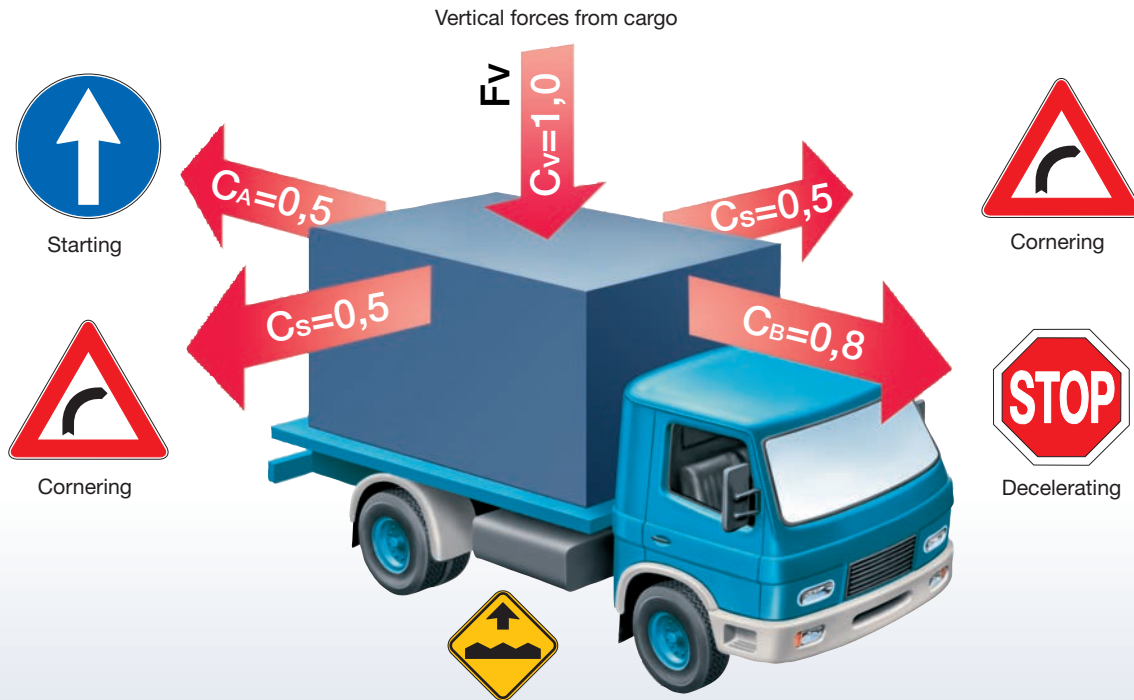 Vertical forces from cargo
Fv
Cv=1,0
Starting
CA=0,5
Cs=0,5
Cornering
Cs=0,5
CB=0,8
Cornering
STOP
Decelerating